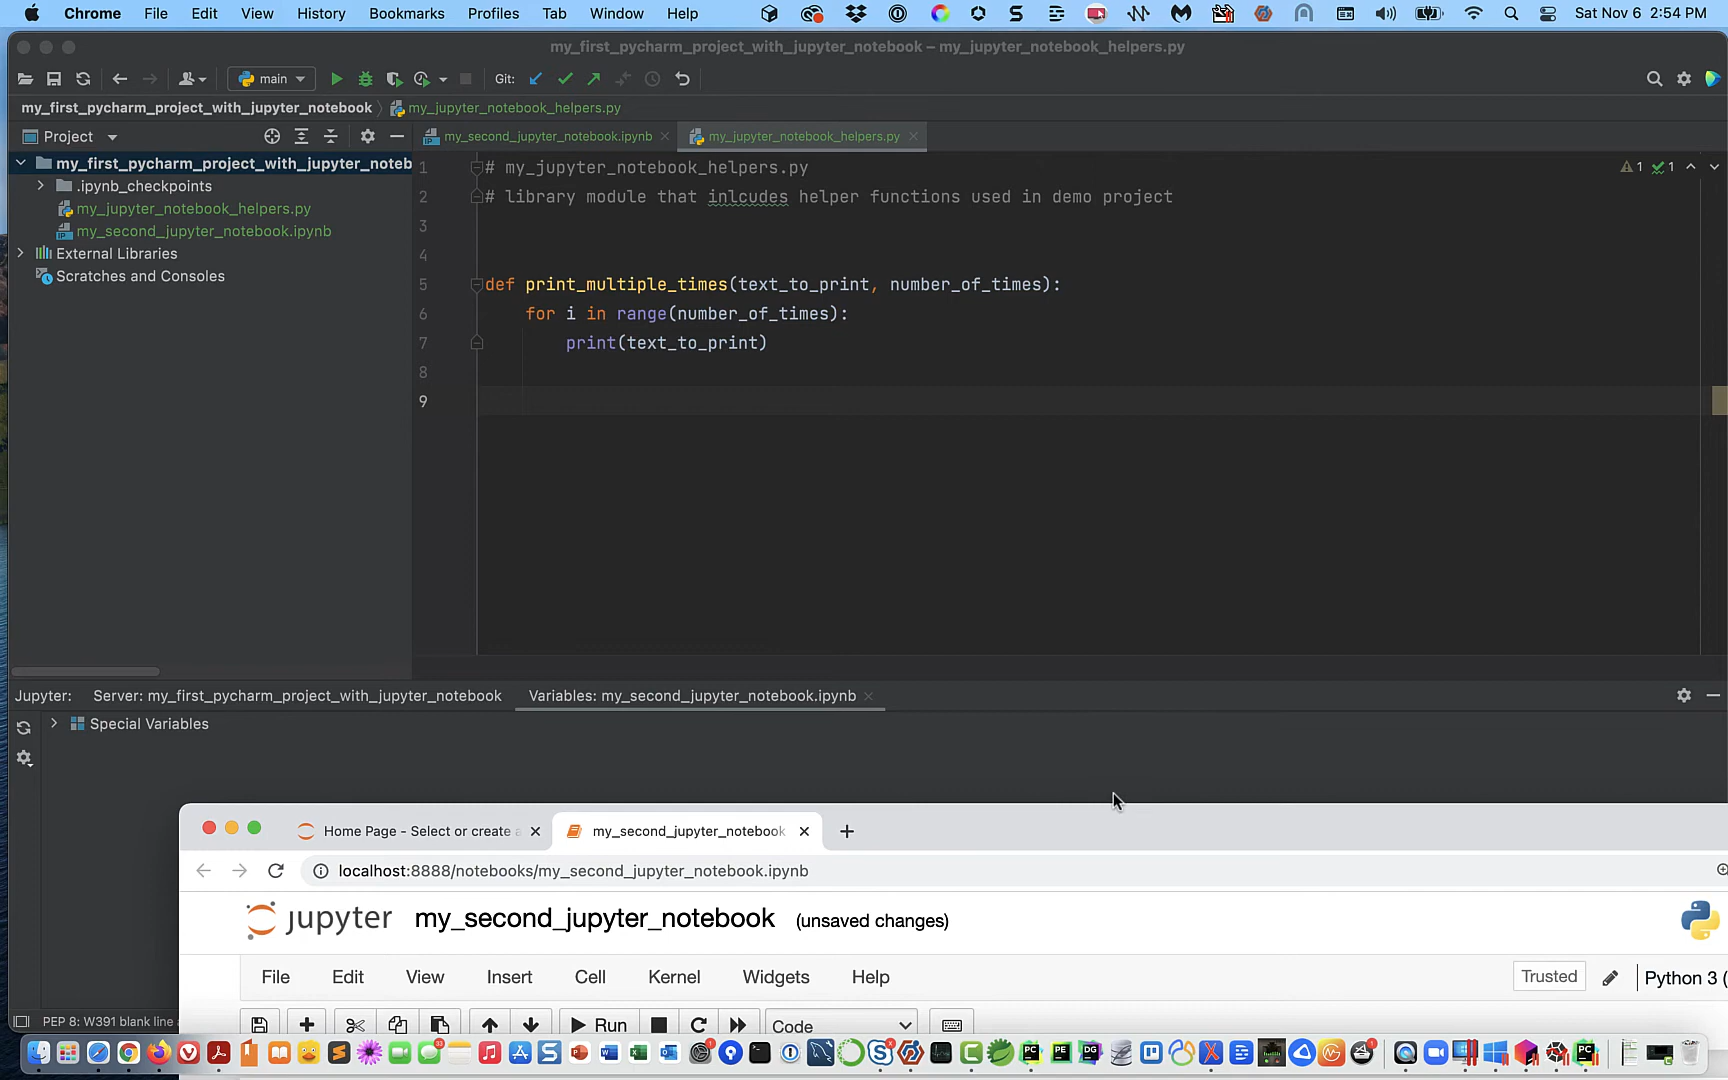 Chrome File Edit View History Bookmarks Profiles Tab Window Help Sat Nov 6 2:54 PM
my_first_pycharm_project_with_jupyter_notebook – my_jupyter_notebook_helpers.py
main Git:
my_first_pycharm_project_with_jupyter_notebook my_jupyter_notebook_helpers.py
Project my_second_jupyter_notebook.ipynb my_jupyter_notebook_helpers.py
my_first_pycharm_project_with_jupyter_noteb
.ipynb_checkpoints
my_jupyter_notebook_helpers.py
my_second_jupyter_notebook.ipynb
External Libraries
Scratches and Consoles
1 # my_jupyter_notebook_helpers.py 1 1
2 # library module that inlcudes helper functions used in demo project
3
4
5 def print_multiple_times(text_to_print, number_of_times):
6 for i in range(number_of_times):
7 print(text_to_print)
8
9
Jupyter: Server: my_first_pycharm_project_with_jupyter_notebook Variables: my_second_jupyter_notebook.ipynb
Special Variables
Home Page - Select or create a my_second_jupyter_notebook
localhost:8888/notebooks/my_second_jupyter_notebook.ipynb
jupyter my_second_jupyter_notebook (unsaved changes)
File Edit View Insert Cell Kernel Widgets Help Trusted Python 3 (
PEP 8: W391 blank line
Run Code